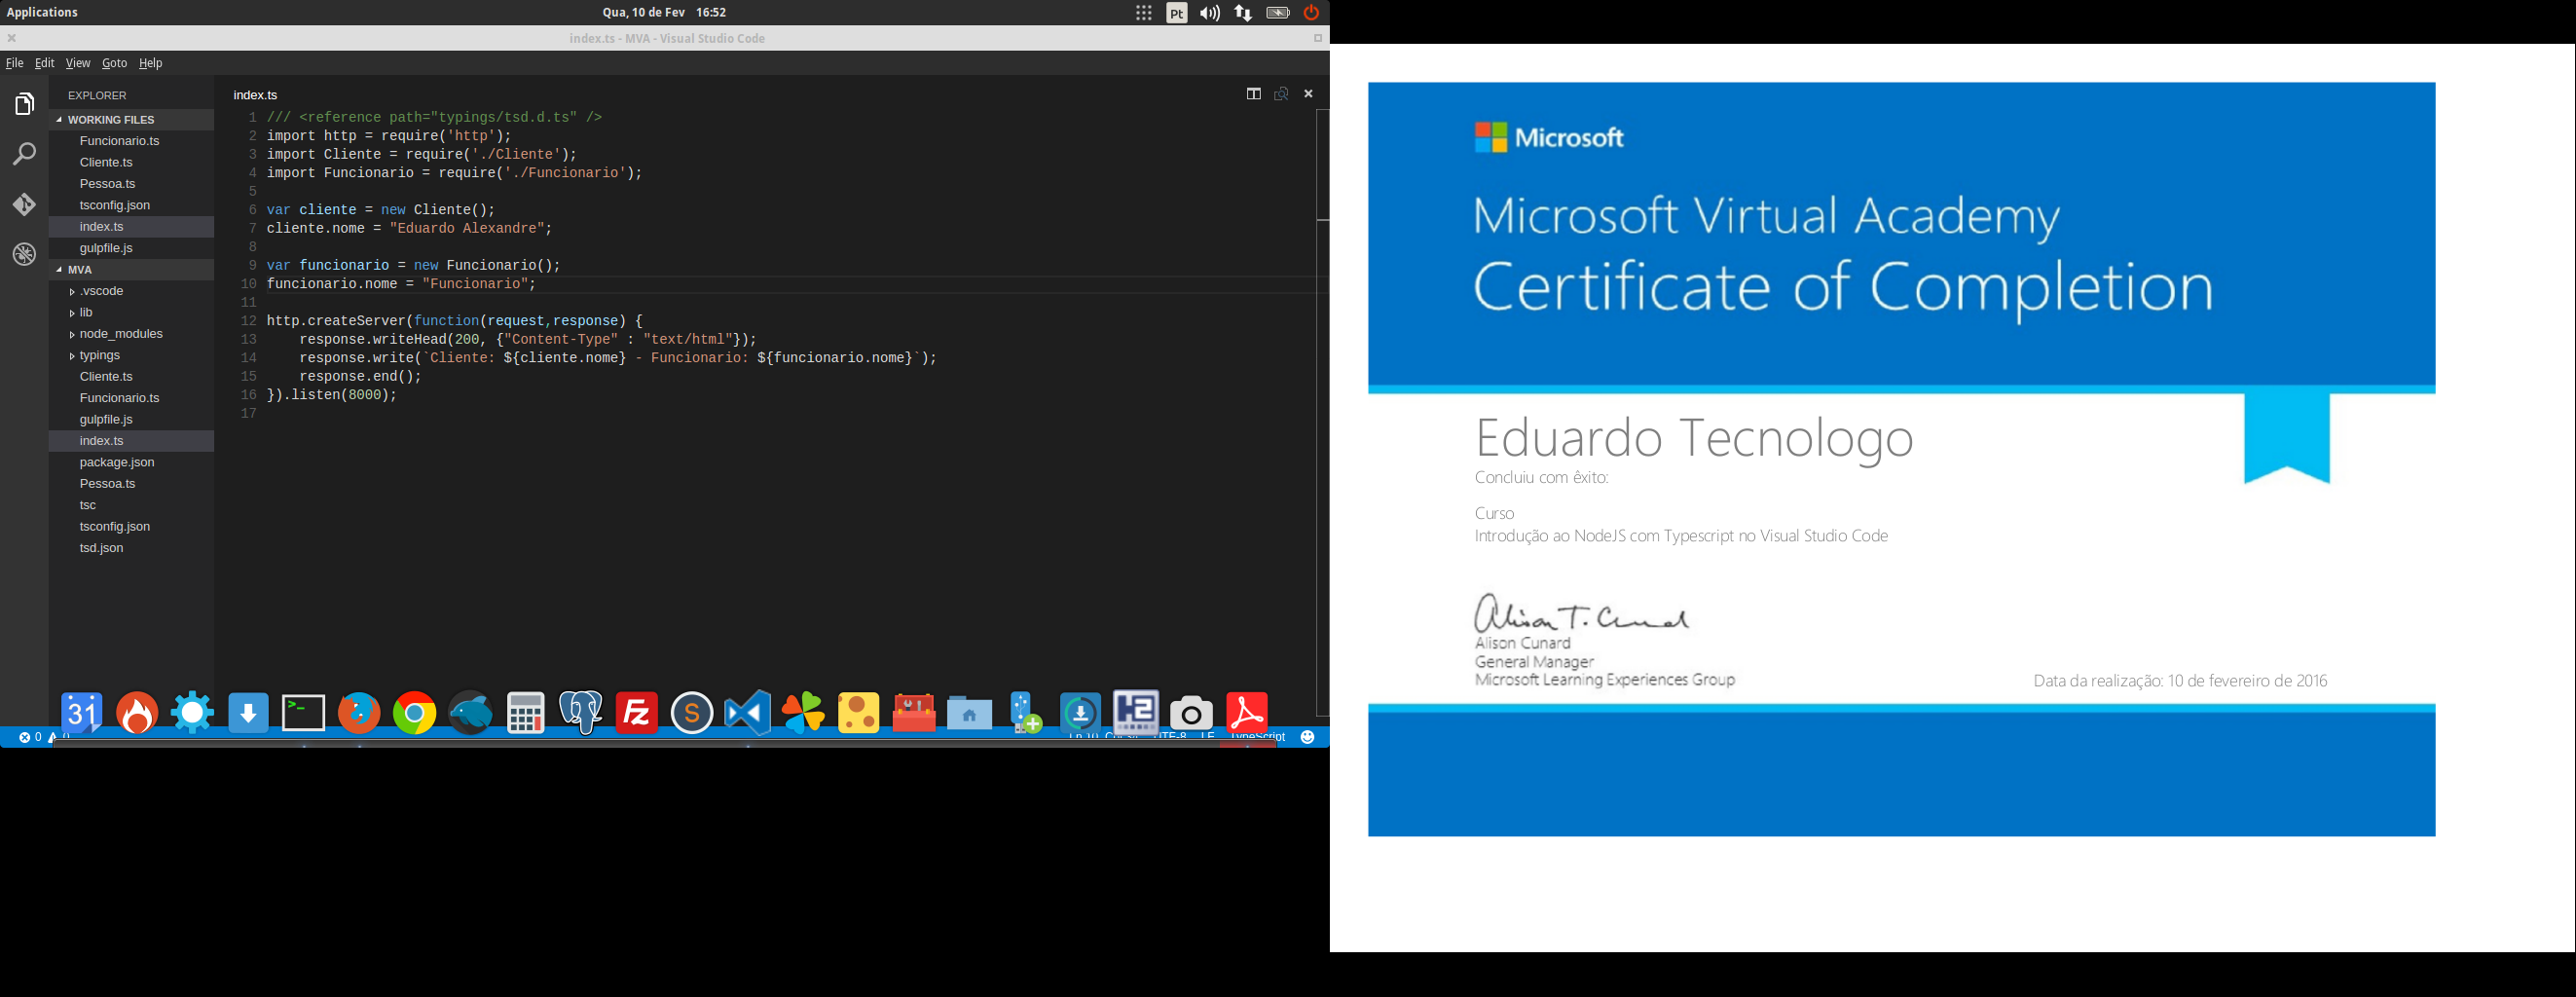 Applications
Qua, 10 de Fev 16:52
Pt
index.ts - MVA - Visual Studio Code
File Edit View Goto Help
EXPLORER
WORKING FILES
Funcionario.ts
Cliente.ts
Pessoa.ts
tsconfig.json
index.ts
gulpfile.js
MVA
.vscode
lib
node_modules
typings
Cliente.ts
Funcionario.ts
gulpfile.js
index.ts
package.json
Pessoa.ts
tsc
tsconfig.json
tsd.json
index.ts
1 /// <reference path="typings/tsd.d.ts" />
2 import http = require('http');
3 import Cliente = require('./Cliente');
4 import Funcionario = require('./Funcionario');
5
6 var cliente = new Cliente();
7 cliente.nome = "Eduardo Alexandre";
8
9 var funcionario = new Funcionario();
10 funcionario.nome = "Funcionario";
11
12 http.createServer(function(request,response) {
13     response.writeHead(200, {"Content-Type" : "text/html"});
14     response.write(`Cliente: ${cliente.nome} - Funcionario: ${funcionario.nome}`);
15     response.end();
16 }).listen(8000);
17
31
FZ
S
H2
0
UTF-8 LF TypeScript
Microsoft
Microsoft Virtual Academy
Certificate of Completion
Eduardo Tecnologo
Concluiu com êxito:
Curso
Introdução ao NodeJS com Typescript no Visual Studio Code
Alison T. Cunard
Alison Cunard
General Manager
Microsoft Learning Experiences Group
Data da realização: 10 de fevereiro de 2016